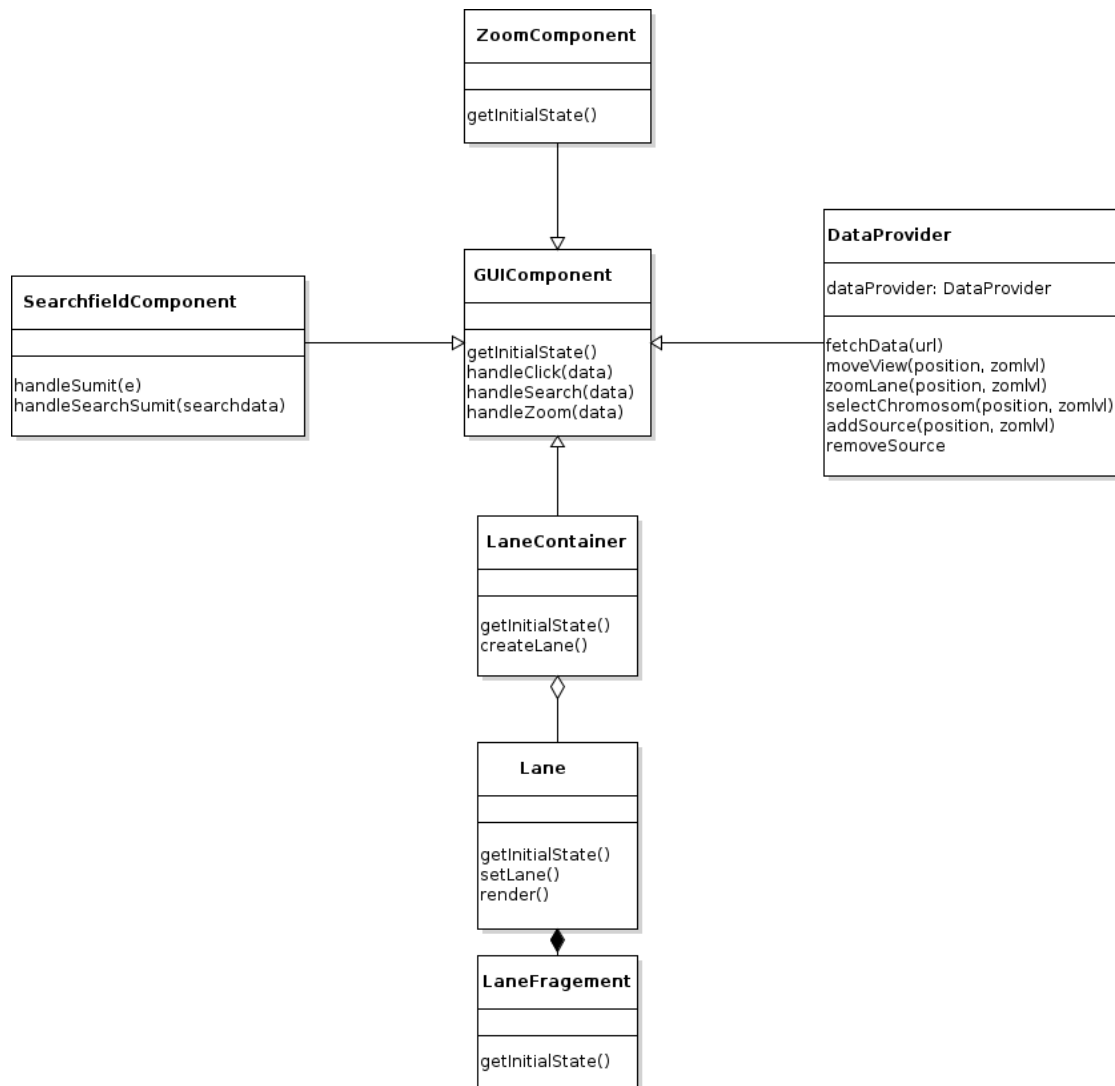 ZoomComponent
getInitialState()
GUIComponent
getInitialState()
handleClick(data)
handleSearch(data)
handleZoom(data)
SearchfieldComponent
handleSumit(e)
handleSearchSumit(searchdata)
DataProvider
dataProvider: DataProvider
fetchData(url)
moveView(position, zomlvl)
zoomLane(position, zomlvl)
selectChromosom(position, zomlvl)
addSource(position, zomlvl)
removeSource
LaneContainer
getInitialState()
createLane()
Lane
getInitialState()
setLane()
render()
LaneFragement
getInitialState()